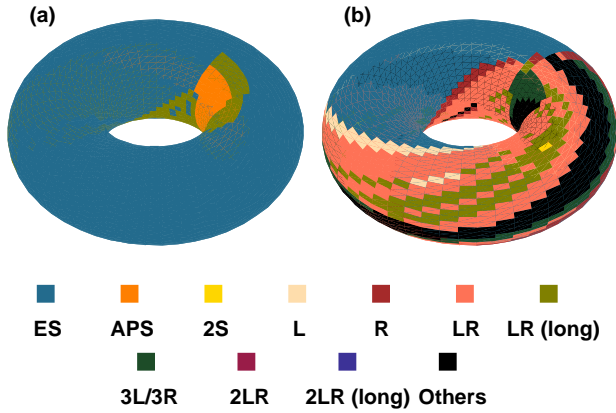 (a) (b)
ES APS 2S L R LR LR (long)
3L/3R 2LR 2LR (long) Others